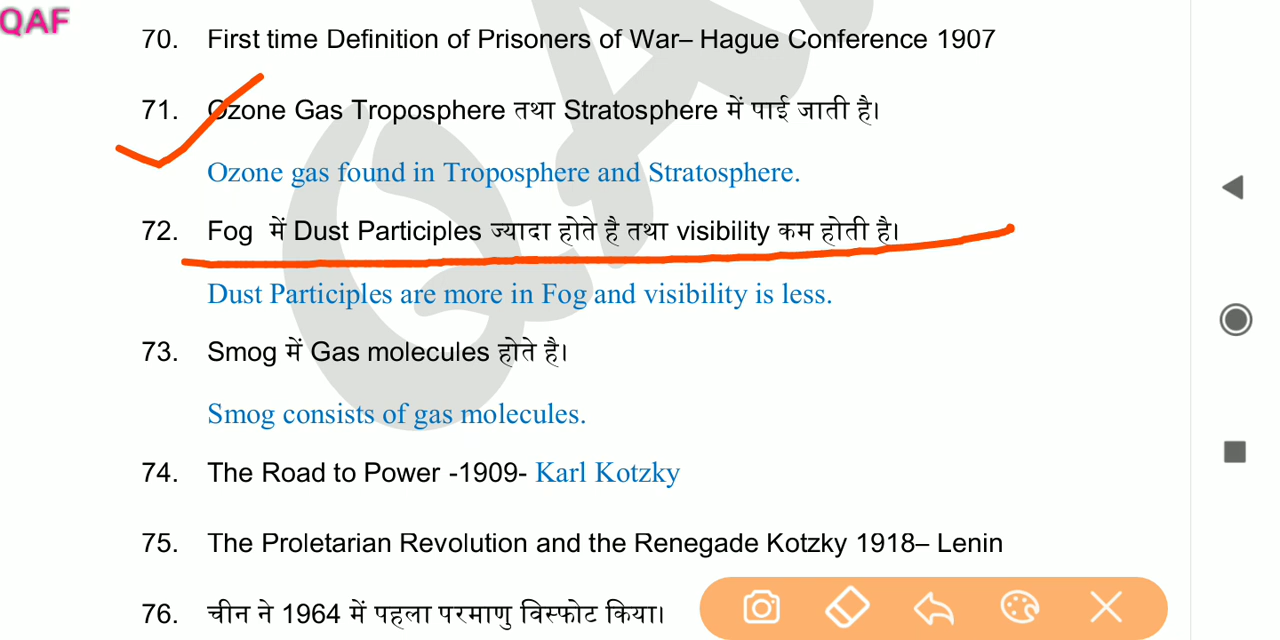 QAF
70. First time Definition of Prisoners of War– Hague Conference 1907
71. Ozone Gas Troposphere तथा Stratosphere में पाई जाती है।
Ozone gas found in Troposphere and Stratosphere.
72. Fog में Dust Participles ज्यादा होते है तथा visibility कम होती है।
Dust Participles are more in Fog and visibility is less.
73. Smog में Gas molecules होते है।
Smog consists of gas molecules.
74. The Road to Power -1909- Karl Kotzky
75. The Proletarian Revolution and the Renegade Kotzky 1918– Lenin
76. चीन ने 1964 में पहला परमाणु विस्फोट किया।